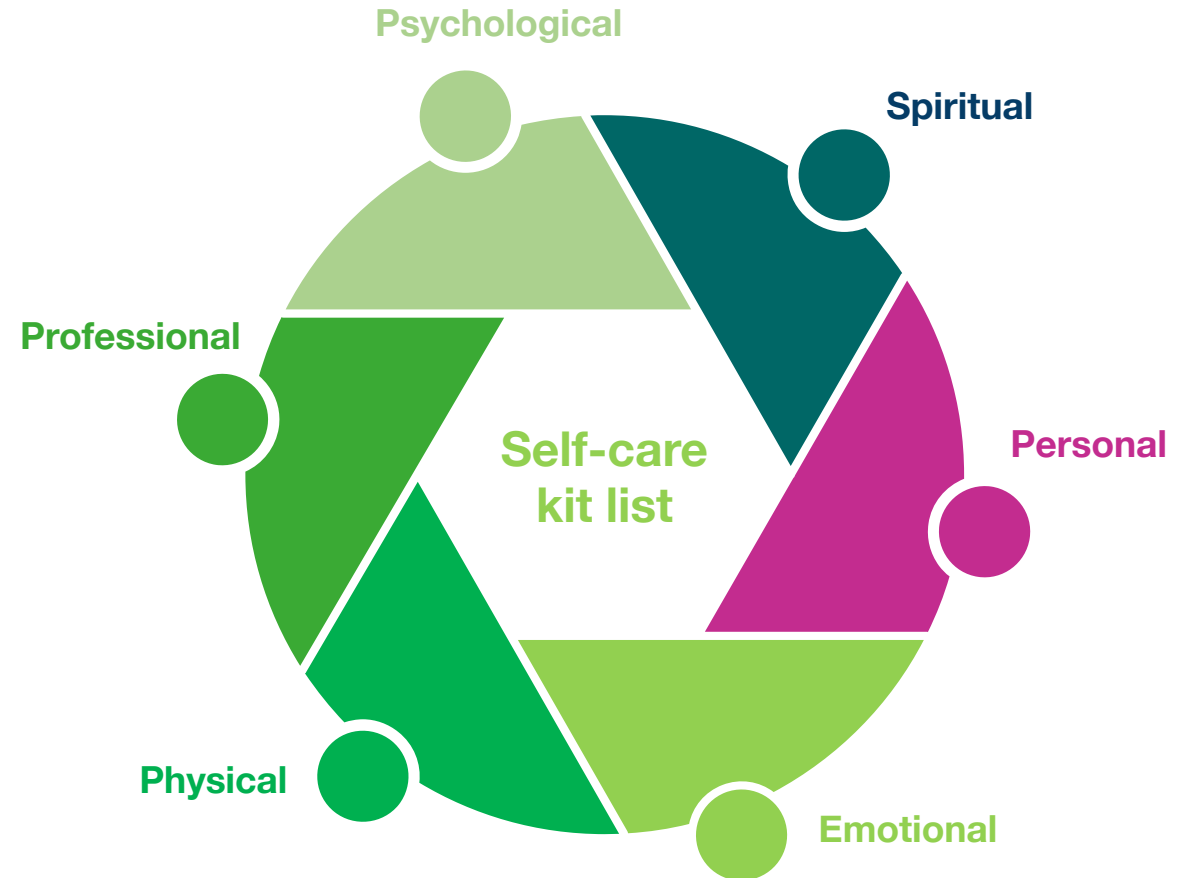 Psychological
Spiritual
Professional
Self-care
kit list
Personal
Physical
Emotional